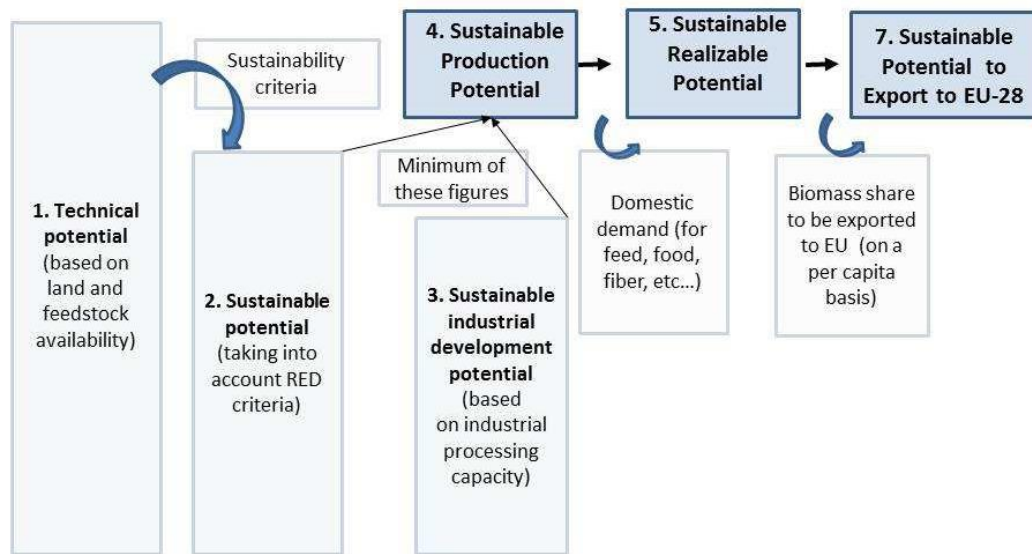 1. Technical
potential
(based on
land and
feedstock
availability)
Sustainability
criteria
2. Sustainable
potential
(taking into
account RED
criteria)
4. Sustainable
Production
Potential
Minimum of
these figures
3. Sustainable
industrial
development
potential
(based
on industrial
processing
capacity)
5. Sustainable
Realizable
Potential
Domestic
demand (for
feed, food,
fiber, etc…)
7. Sustainable
Potential to
Export to EU-28
Biomass share
to be exported
to EU (on a
per capita
basis)